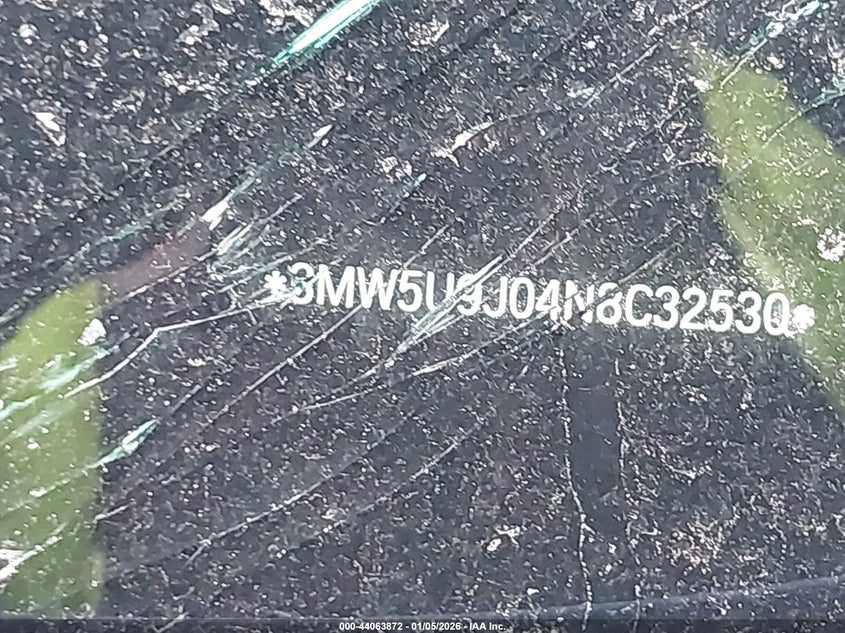 *3MW5U9J04N8C32530*
000-44063872 - 01/05/2026 - IAA Inc.